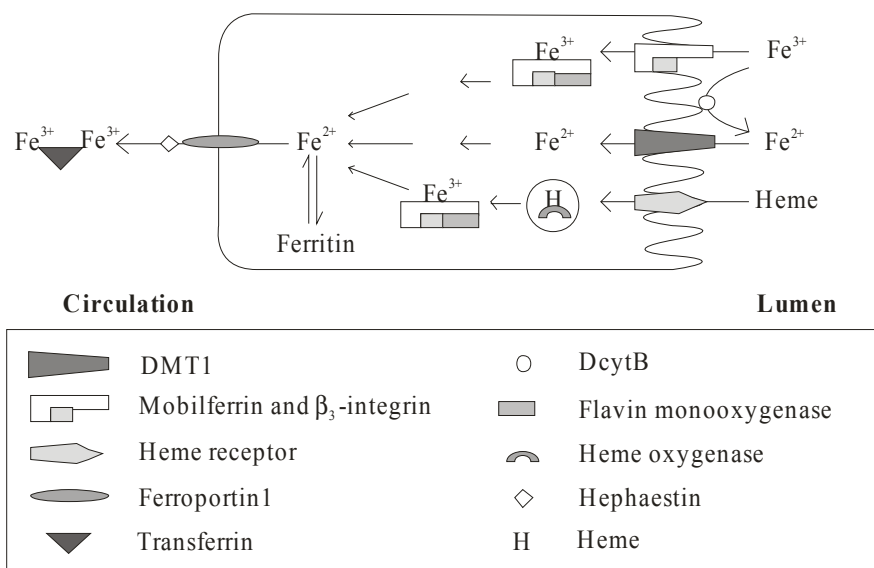 Fe3+ Fe3+
Fe3+ Fe3+ Fe2+ Fe2+ Fe2+
Fe3+ H Heme
Ferritin
Circulation Lumen
DMT1 DcytB
Mobilferrin and β3-integrin Flavin monooxygenase
Heme receptor Heme oxygenase
Ferroportin1 Hephaestin
Transferrin H Heme